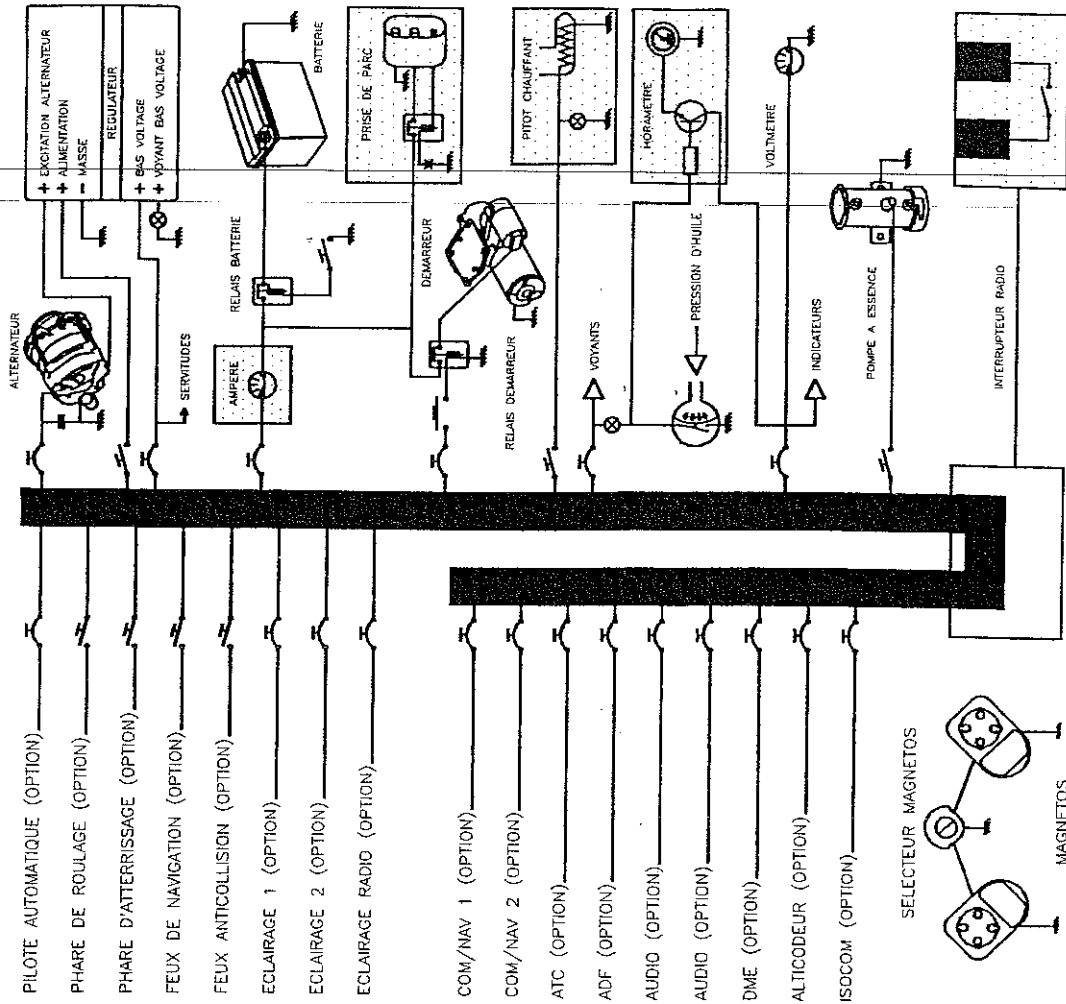 PILOTE AUTOMATIQUE (OPTION)
PHARE DE ROULAGE (OPTION)
PHARE D'ATTERRISSAGE (OPTION)
FEUX DE NAVIGATION (OPTION)
FEUX ANTICOLLISION (OPTION)
ECLAIRAGE 1 (OPTION)
ECLAIRAGE 2 (OPTION)
ECLAIRAGE RADIO (OPTION)
COM/NAV 1 (OPTION)
COM/NAV 2 (OPTION)
ATC (OPTION)
ADF (OPTION)
AUDIO (OPTION)
AUDIO (OPTION)
DME (OPTION)
ALTICODEUR (OPTION)
ISOCOM (OPTION)
SELECTEUR MAGNETOS
MAGNETOS
ALTERNATEUR
+ EXCITATION ALTERNATEUR
+ ALIMENTATION
- MASSE
REGULATEUR
+ BAS VOLTAGE
+ VOYANT BAS VOLTAGE
SERVITUDES
AMPERE
RELAIS BATTERIE
BATTERIE
PRISE DE PARC
DEMARREUR
RELAIS DEMARREUR
PITOT CHAUFFANT
VOYANTS
PRESSION D'HUILE
HORAMETRE
INDICATEURS
VOLTMETRE
POMPE A ESSENCE
INTERRUPTEUR RADIO